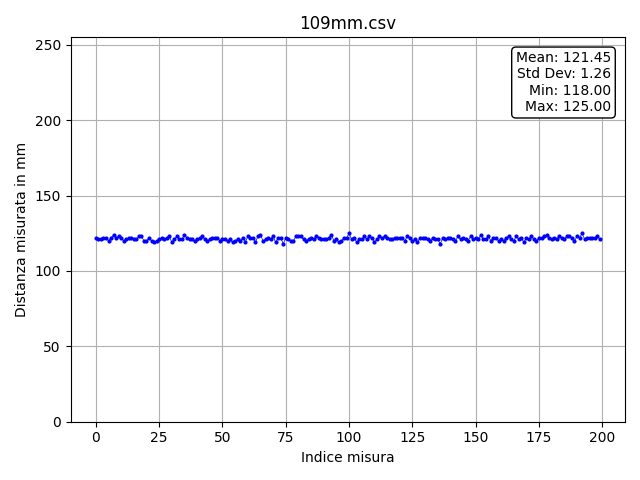 109mm.csv
Mean: 121.45
Std Dev: 1.26
Min: 118.00
Max: 125.00
250
200
150
100
50
0
Distanza misurata in mm
0 25 50 75 100 125 150 175 200
Indice misura